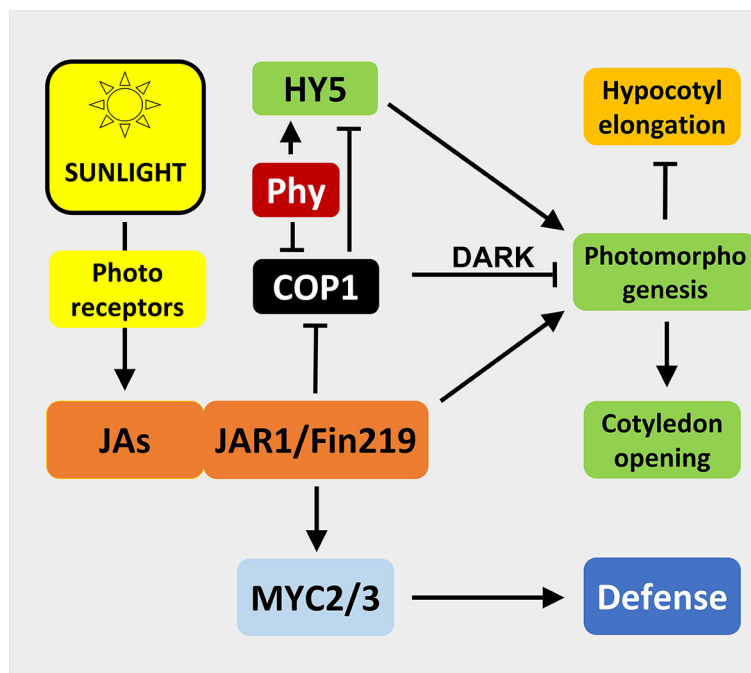 SUNLIGHT
Photo
receptors
JAs
JAR1/Fin219
HY5
Phy
COP1
DARK
MYC2/3
Hypocotyl
elongation
Photomorpho
genesis
Cotyledon
opening
Defense